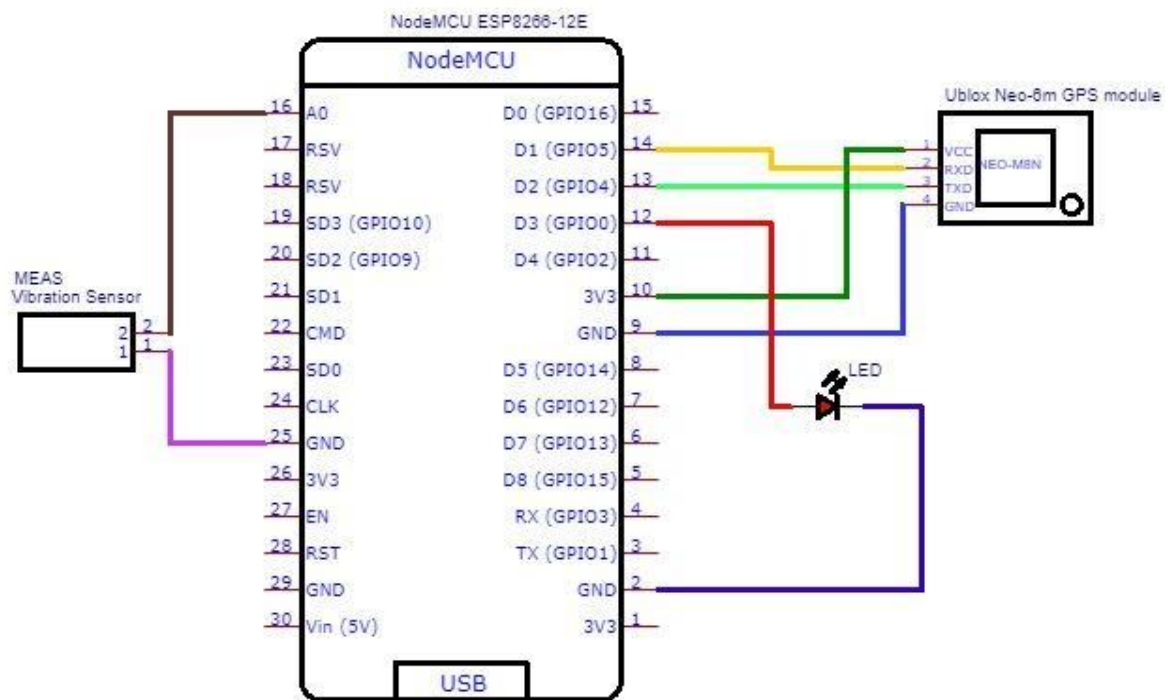 NodeMCU ESP8266-12E
NodeMCU
16 A0
17 RSV
18 RSV
19 SD3 (GPIO10)
20 SD2 (GPIO9)
21 SD1
22 CMD
23 SD0
24 CLK
25 GND
26 3V3
27 EN
28 RST
29 GND
30 Vin (5V)
D0 (GPIO16) 15
D1 (GPIO5) 14
D2 (GPIO4) 13
D3 (GPIO0) 12
D4 (GPIO2) 11
3V3 10
GND 9
D5 (GPIO14) 8
D6 (GPIO12) 7
D7 (GPIO13) 6
D8 (GPIO15) 5
RX (GPIO3) 4
TX (GPIO1) 3
GND 2
3V3 1
USB
MEAS
Vibration Sensor
2 2
1 1
Ublox Neo-6m GPS module
1 VCC
2 RXD
3 TXD
4 GND
NEO-M8N
LED